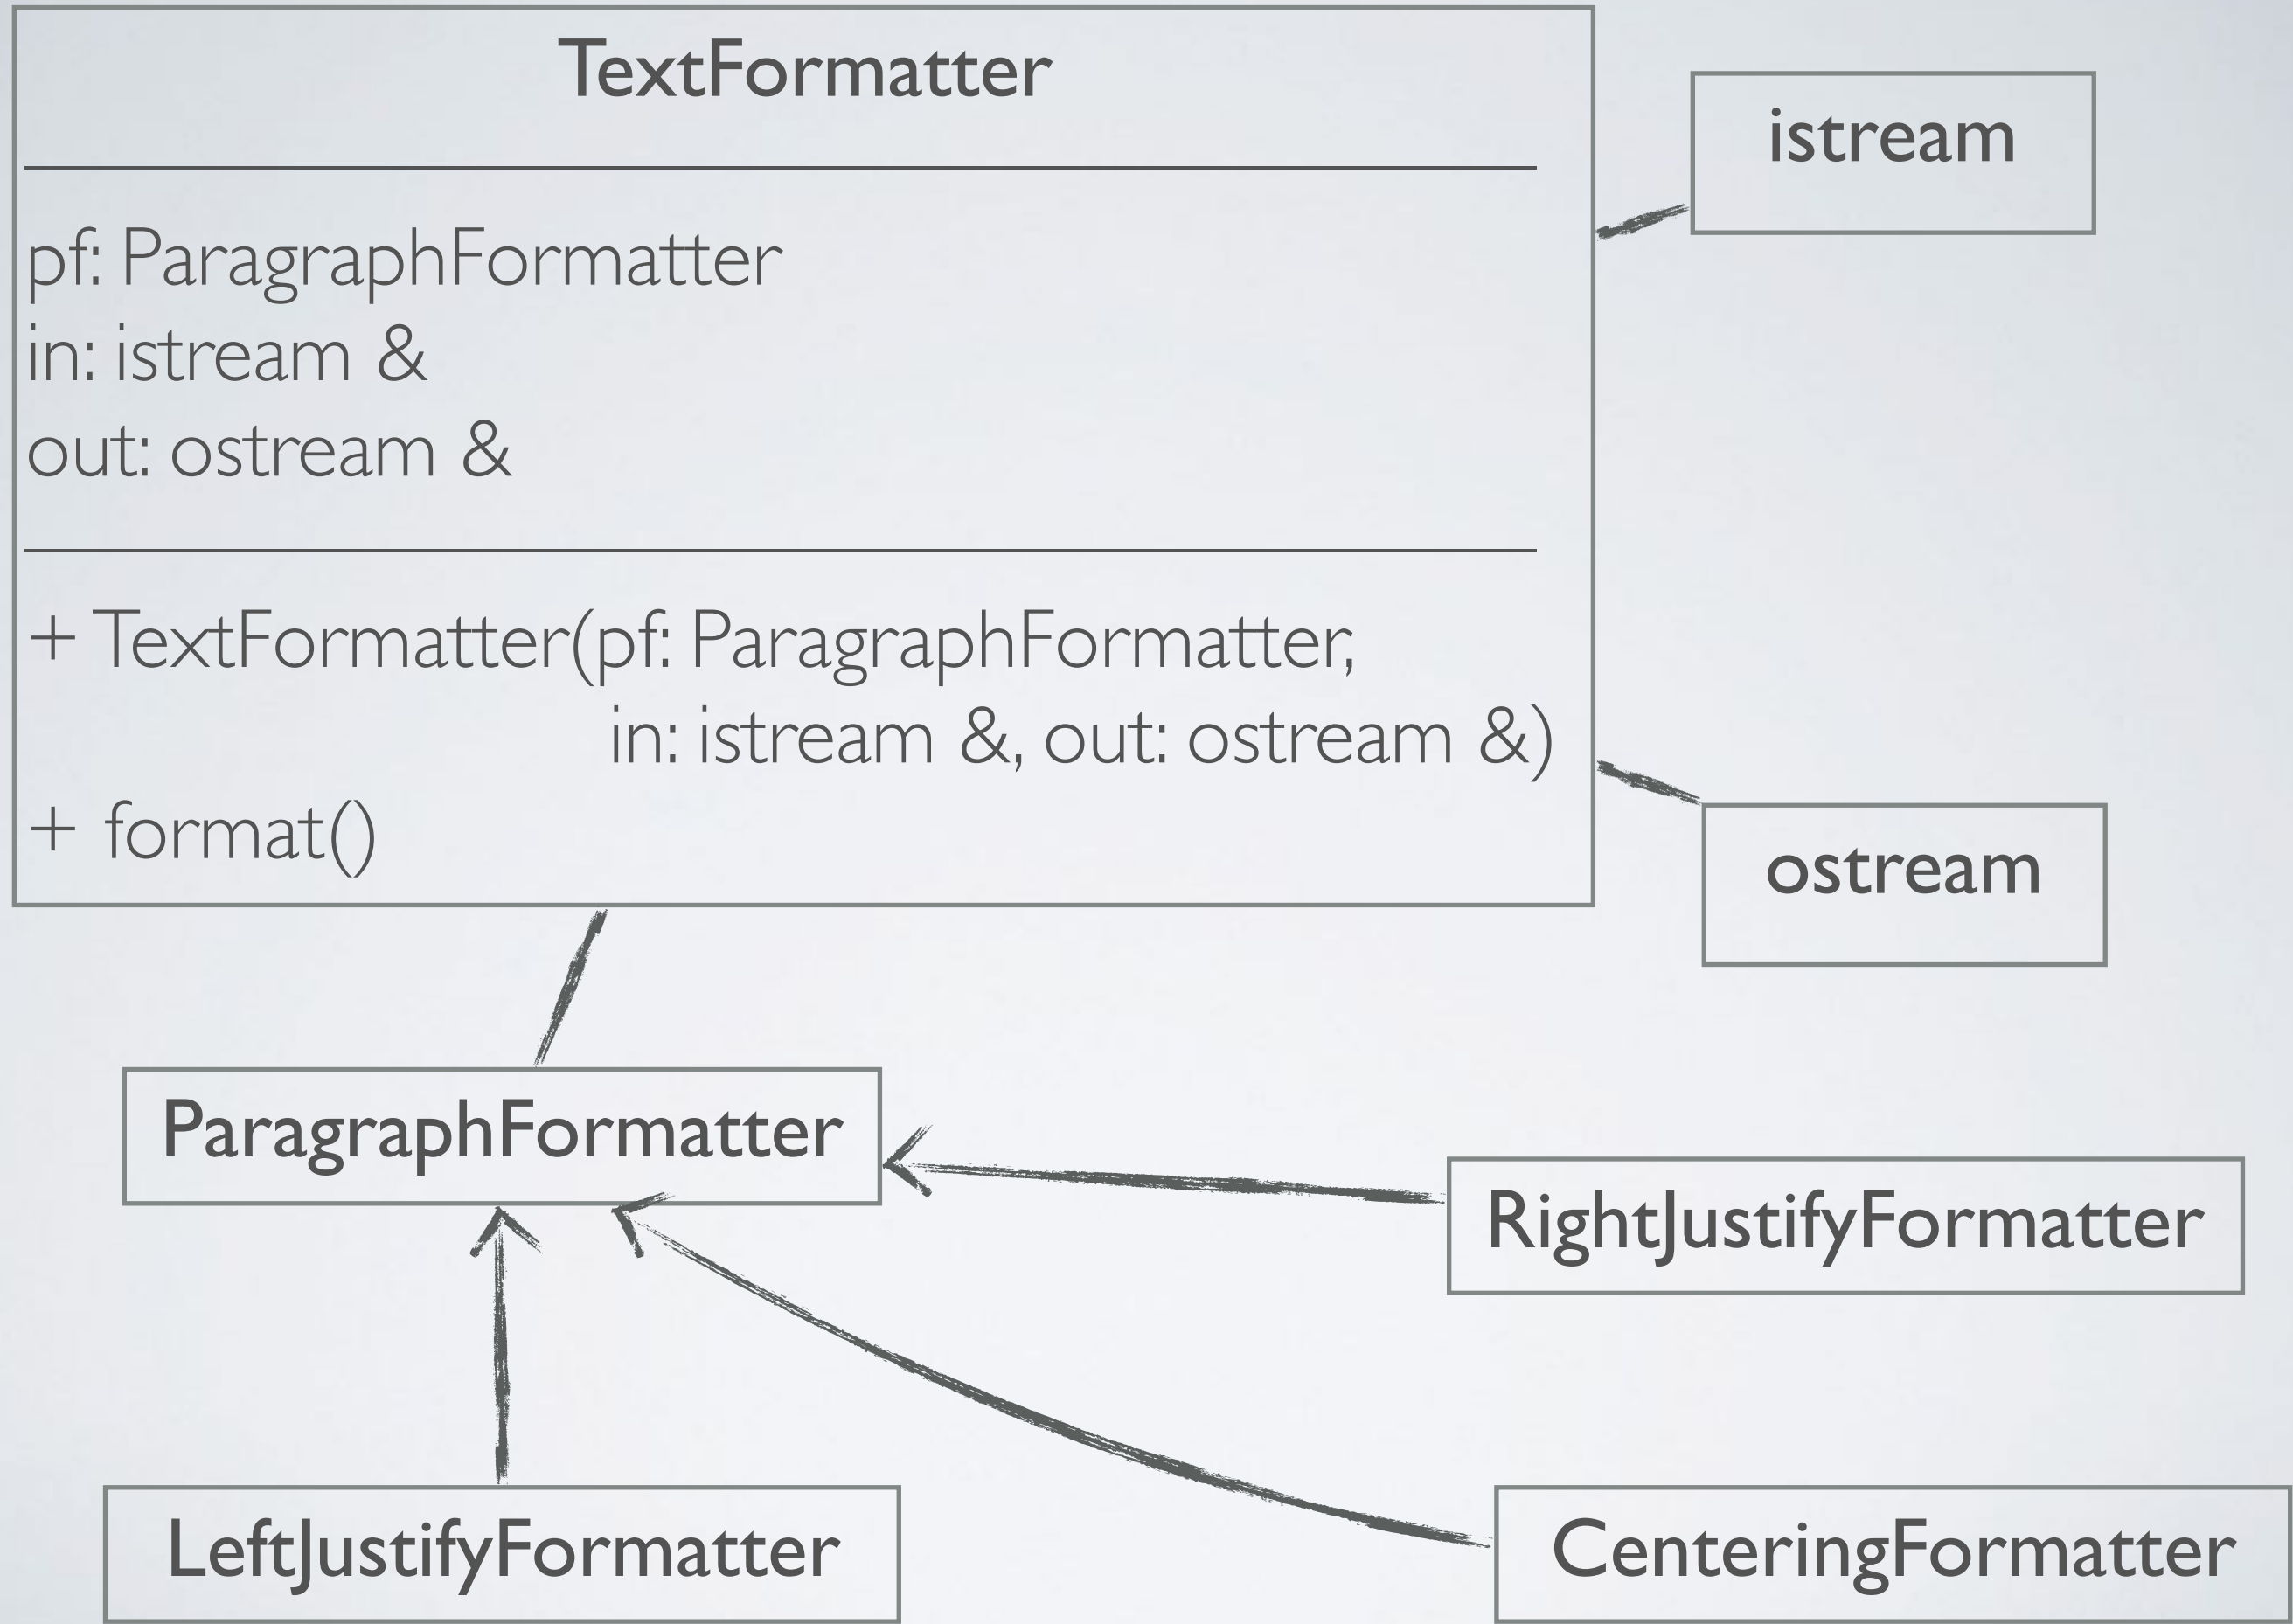 TextFormatter
istream
pf: ParagraphFormatter
in: istream &
out: ostream &
+ TextFormatter(pf: ParagraphFormatter,
in: istream &, out: ostream &)
+ format()
ostream
ParagraphFormatter
RightJustifyFormatter
LeftJustifyFormatter
CenteringFormatter